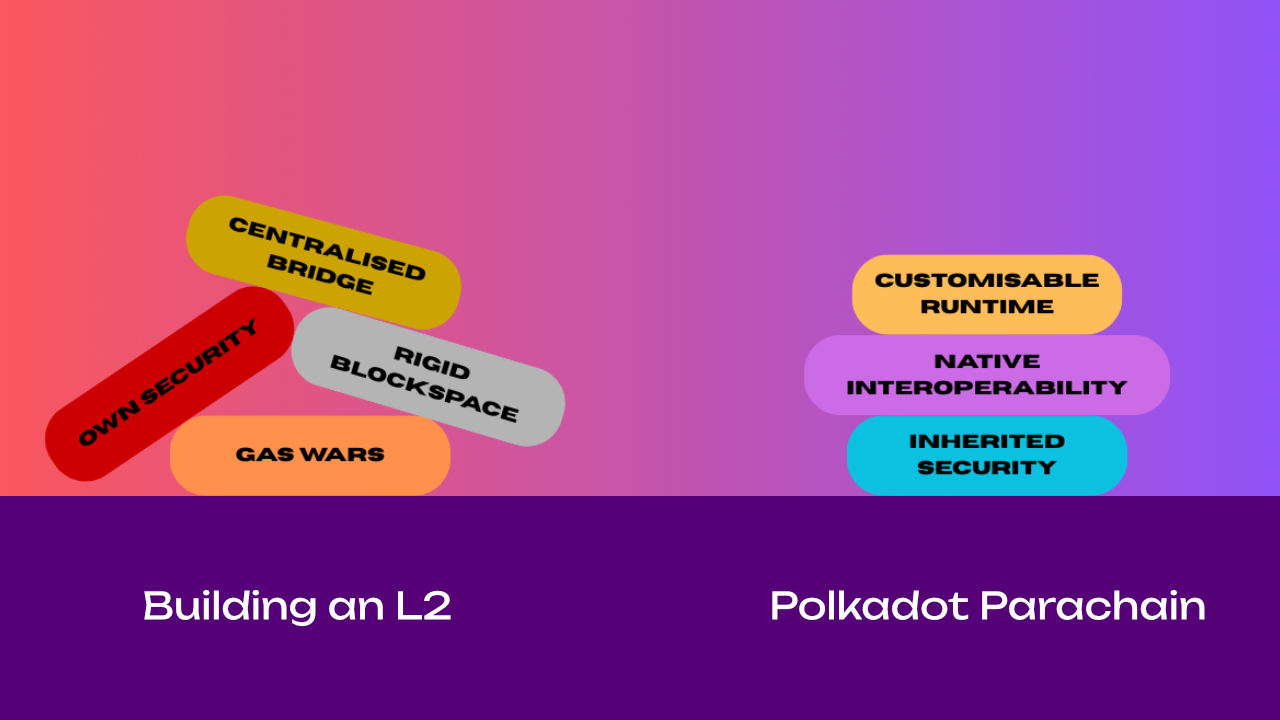 CENTRALISED
BRIDGE
OWN SECURITY
RIGID
BLOCKSPACE
GAS WARS
Building an L2
CUSTOMISABLE
RUNTIME
NATIVE
INTEROPERABILITY
INHERITED
SECURITY
Polkadot Parachain